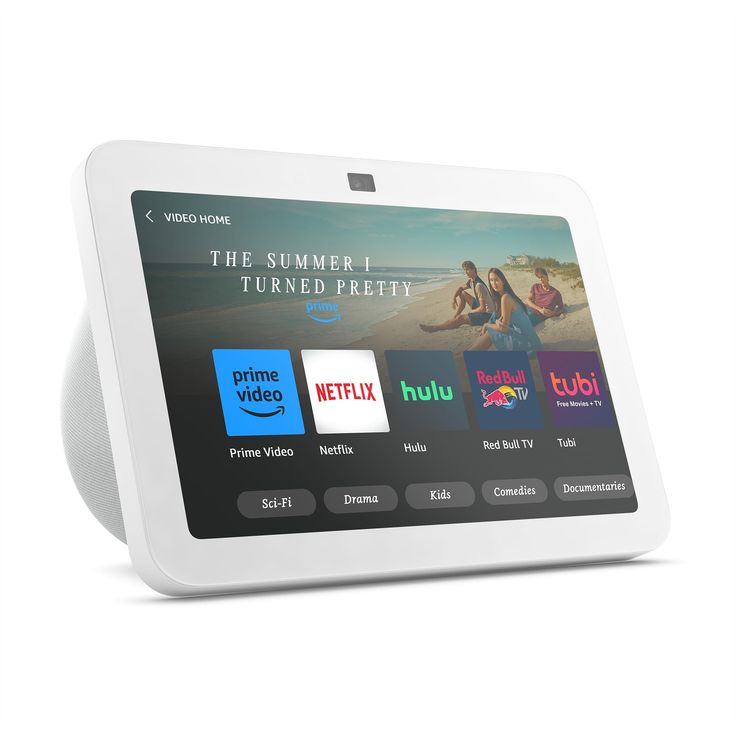 VIDEO HOME
THE SUMMER I
TURNED PRETTY
prime
prime video
NETFLIX
hulu
Red Bull TV
tubi
Free Movies + TV
Prime Video
Netflix
Hulu
Red Bull TV
Tubi
Sci-Fi
Drama
Kids
Comedies
Documentaries